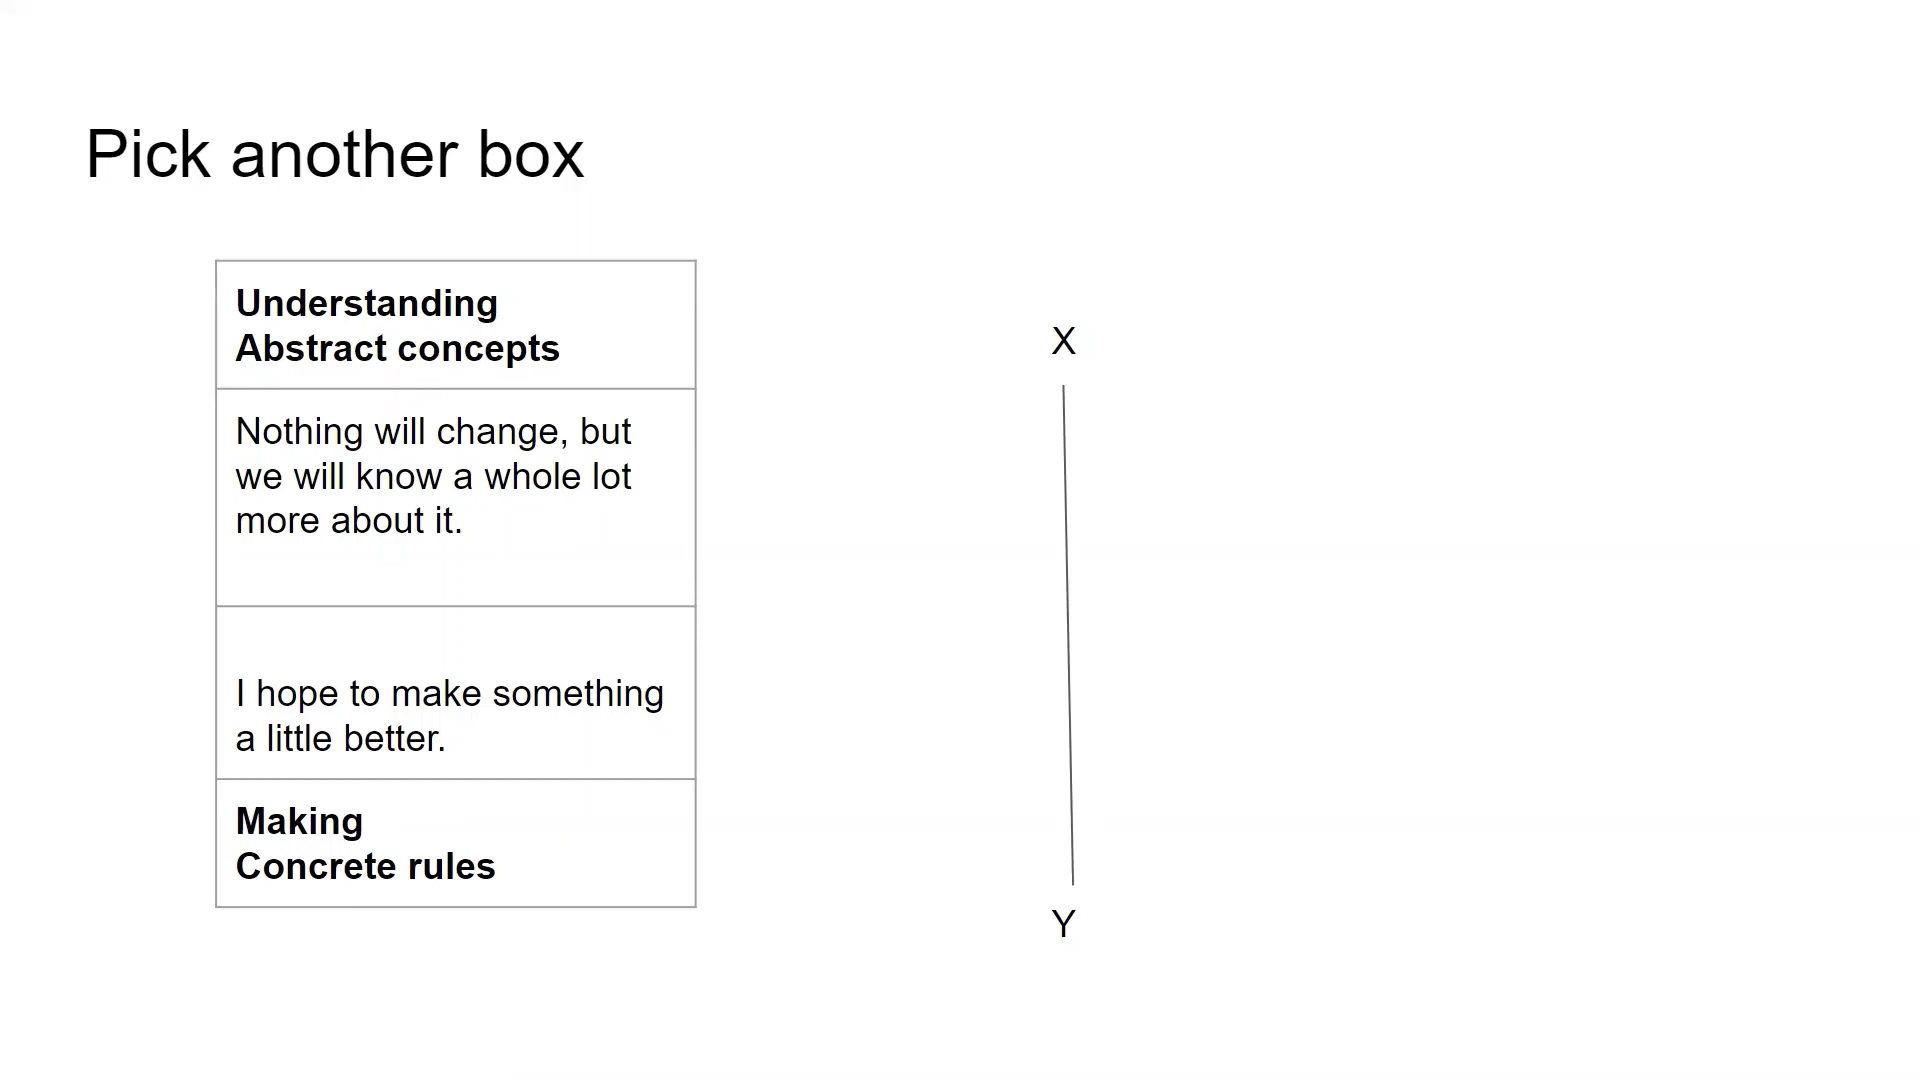 Pick another box
Understanding
Abstract concepts
Nothing will change, but
we will know a whole lot
more about it.
I hope to make something
a little better.
Making
Concrete rules
X
Y